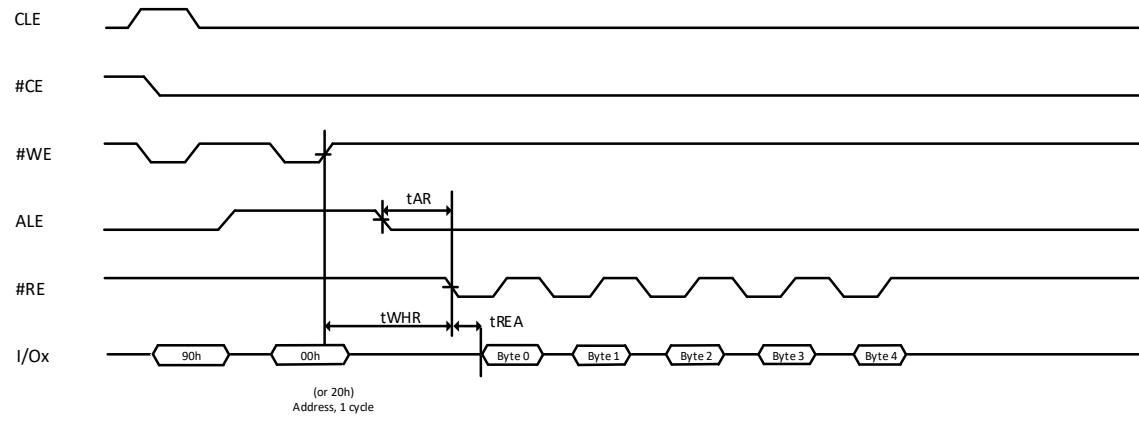 CLE
#CE
#WE
ALE
tAR
#RE
tWHR
tREA
I/Ox
90h
00h
Byte 0
Byte 1
Byte 2
Byte 3
Byte 4
(or 20h)
Address, 1 cycle